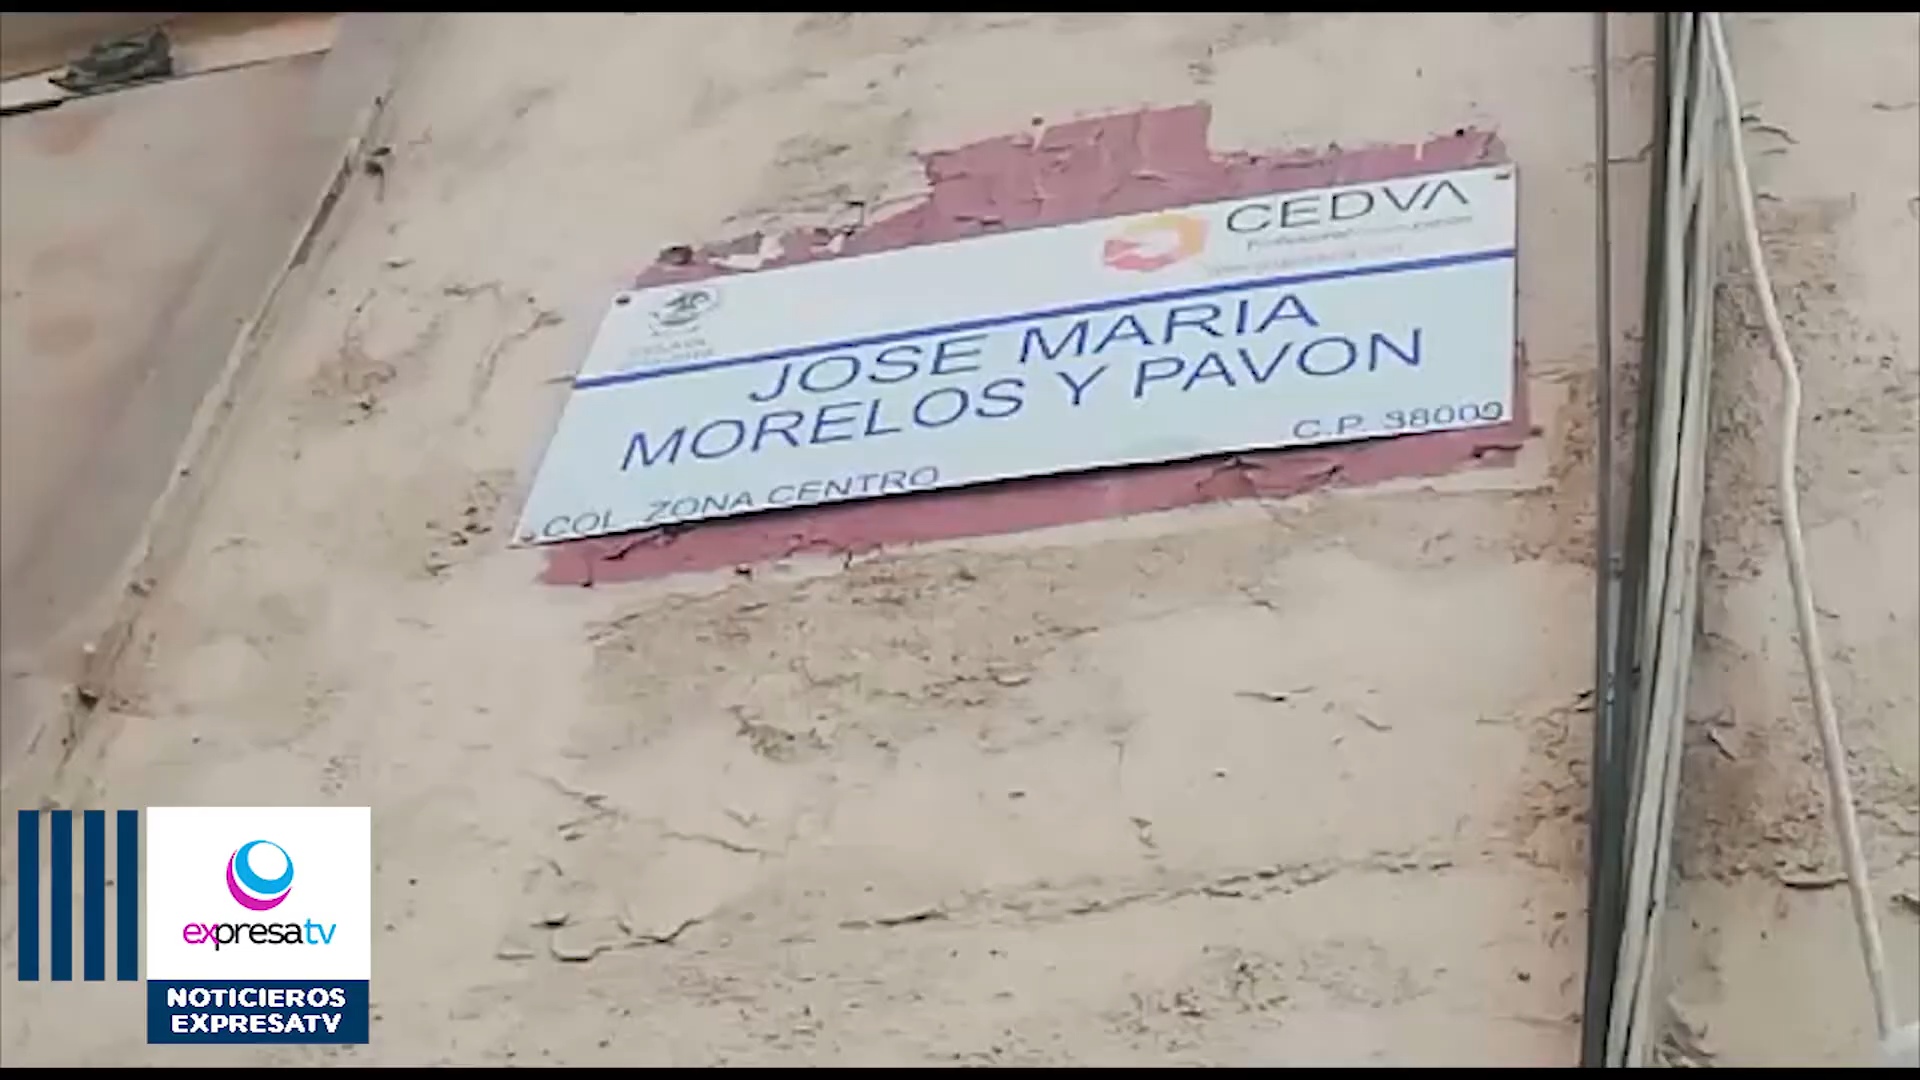 CEDVA
JOSE MARIA
MORELOS Y PAVON
COL. ZONA CENTRO
C.P. 38000
expresatv
NOTICIEROS
EXPRESATV